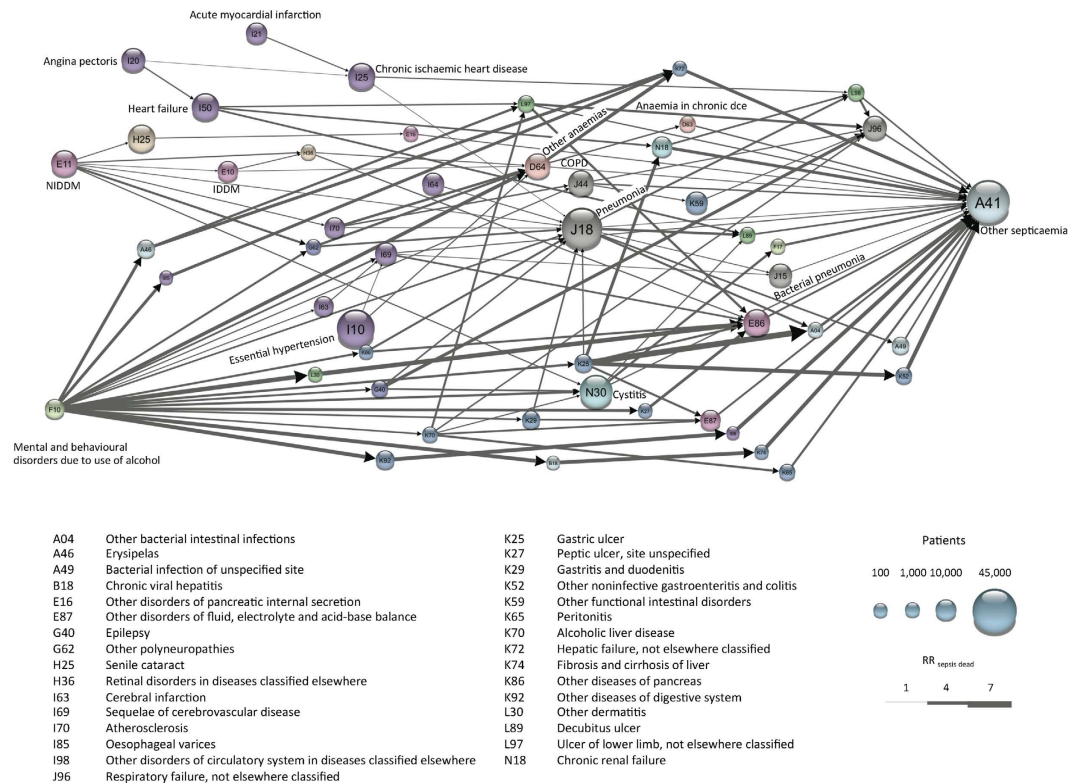 Acute myocardial infarction
I21
Angina pectoris
I20
I25
Chronic ischaemic heart disease
K72
Heart failure
I50
L97
Anaemia in chronic dce
L98
H25
E16
Other anaemias
D63
J96
E11
H36
D64
N18
NIDDM
E10
IDDM
COPD
I64
J44
K59
A41
Pneumonia
I70
J18
L89
Other septicaemia
A46
G62
I69
F17
J15
Bacterial pneumonia
I63
I10
E86
A04
Essential hypertension
K86
A49
L30
K25
K52
G40
N30
Cystitis
F10
K27
K29
E87
K70
Mental and behavioural
disorders due to use of alcohol
K92
B18
K74
K65
A04 Other bacterial intestinal infections
A46 Erysipelas
A49 Bacterial infection of unspecified site
B18 Chronic viral hepatitis
E16 Other disorders of pancreatic internal secretion
E87 Other disorders of fluid, electrolyte and acid-base balance
G40 Epilepsy
G62 Other polyneuropathies
H25 Senile cataract
H36 Retinal disorders in diseases classified elsewhere
I63 Cerebral infarction
I69 Sequelae of cerebrovascular disease
I70 Atherosclerosis
I85 Oesophageal varices
I98 Other disorders of circulatory system in diseases classified elsewhere
J96 Respiratory failure, not elsewhere classified
K25 Gastric ulcer
K27 Peptic ulcer, site unspecified
K29 Gastritis and duodenitis
K52 Other noninfective gastroenteritis and colitis
K59 Other functional intestinal disorders
K65 Peritonitis
K70 Alcoholic liver disease
K72 Hepatic failure, not elsewhere classified
K74 Fibrosis and cirrhosis of liver
K86 Other diseases of pancreas
K92 Other diseases of digestive system
L30 Other dermatitis
L89 Decubitus ulcer
L97 Ulcer of lower limb, not elsewhere classified
N18 Chronic renal failure
Patients
100 1,000 10,000 45,000
RR sepsis dead
1 4 7